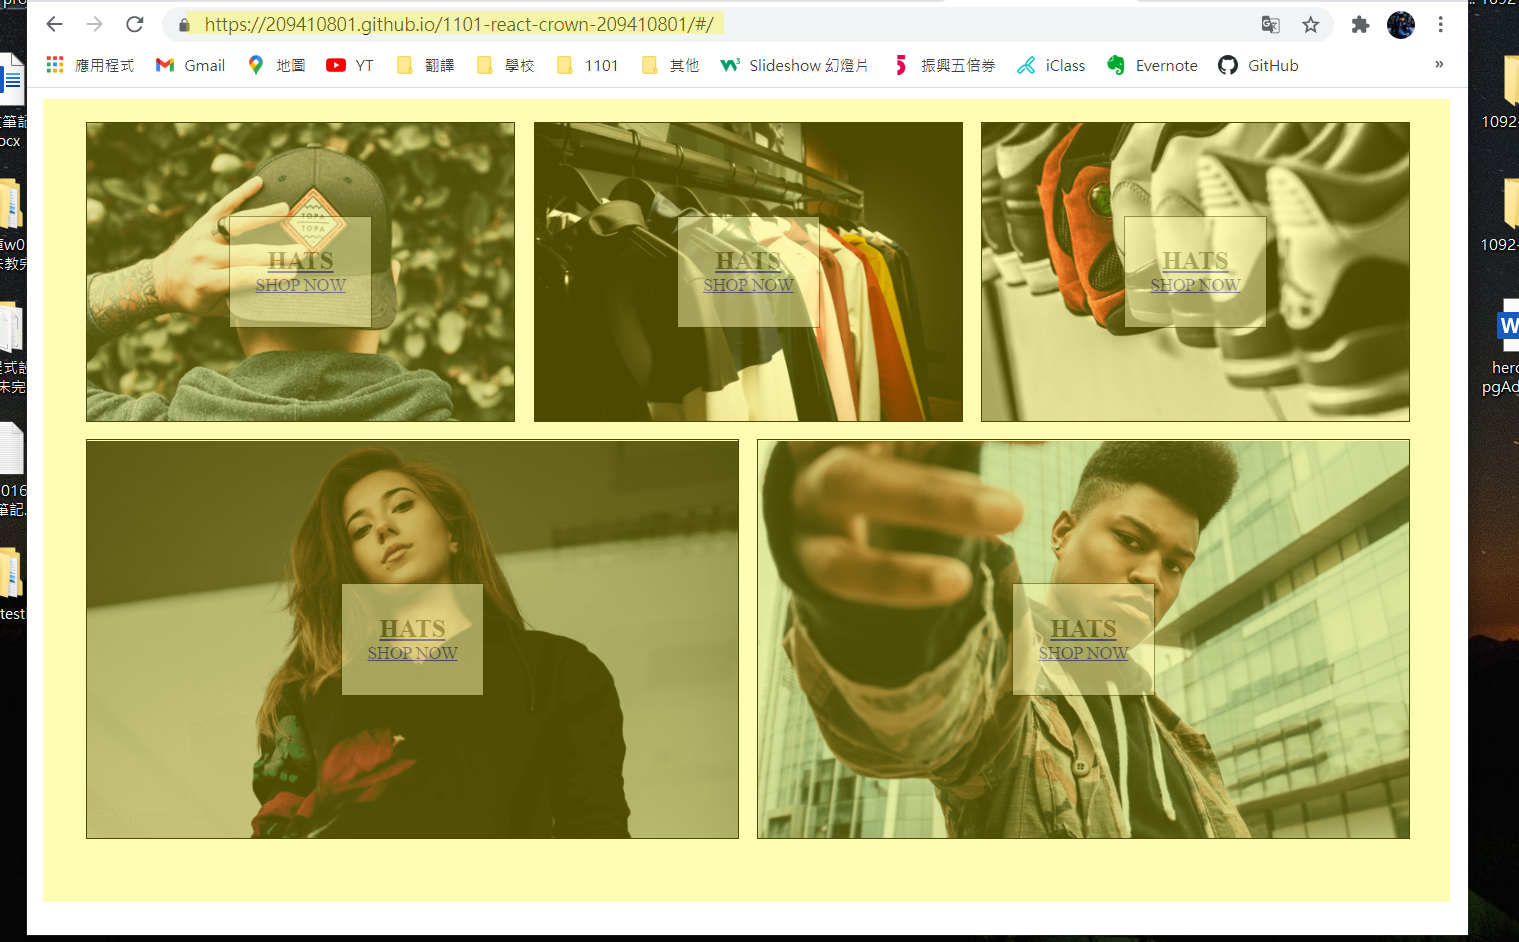 https://209410801.github.io/1101-react-crown-209410801/#/
應用程式 Gmail 地圖 YT 翻譯 學校 1101 其他 Slideshow 幻燈片 振興五倍券 iClass Evernote GitHub »
TOPA
TOPA
HATS
SHOP NOW
HATS
SHOP NOW
HATS
SHOP NOW
HATS
SHOP NOW
HATS
SHOP NOW
筆記
ocx
w0
未完
016
筆記.
test
1092-
1092-
W
hero
pgAd